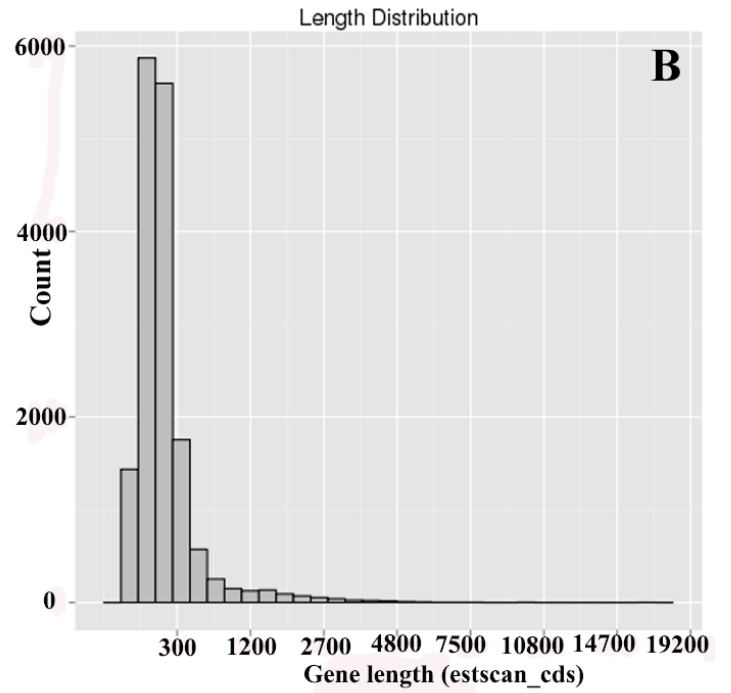 Length Distribution
B
6000
4000
2000
0
Count
300 1200 2700 4800 7500 10800 14700 19200
Gene length (estscan_cds)